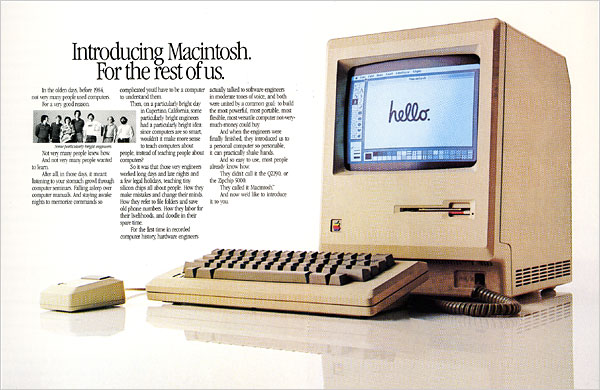 Introducing Macintosh.
For the rest of us.
In the olden days, before 1984,
not very many people used computers.
For a very good reason.
Some particularly bright engineers.
Not very many people knew how.
And not very many people wanted
to learn.
After all, in those days, it meant
listening to your stomach growl through
computer seminars. Falling asleep over
computer manuals. And staying awake
nights to memorize commands so
complicated you'd have to be a computer
to understand them.
Then, on a particularly bright day
in Cupertino, California, some
particularly bright engineers
had a particularly bright idea:
since computers are so smart,
wouldn't it make more sense
to teach computers about
people, instead of teaching people about
computers?
So it was that those very engineers
worked long days and late nights and
a few legal holidays, teaching tiny
silicon chips all about people. How they
make mistakes and change their minds.
How they refer to file folders and save
old phone numbers. How they labor for
their livelihoods, and doodle in their
spare time.
For the first time in recorded
computer history, hardware engineers
actually talked to software engineers
in moderate tones of voice, and both
were united by a common goal: to build
the most powerful, most portable, most
flexible, most versatile computer not-very-
much-money could buy.
And when the engineers were
finally finished, they introduced us to
a personal computer so personable,
it can practically shake hands.
And so easy to use, most people
already know how.
They didn't call it the QZ190, or
the Zipchip 5000.
They called it Macintosh.
And now we'd like to introduce
it to you.
hello.